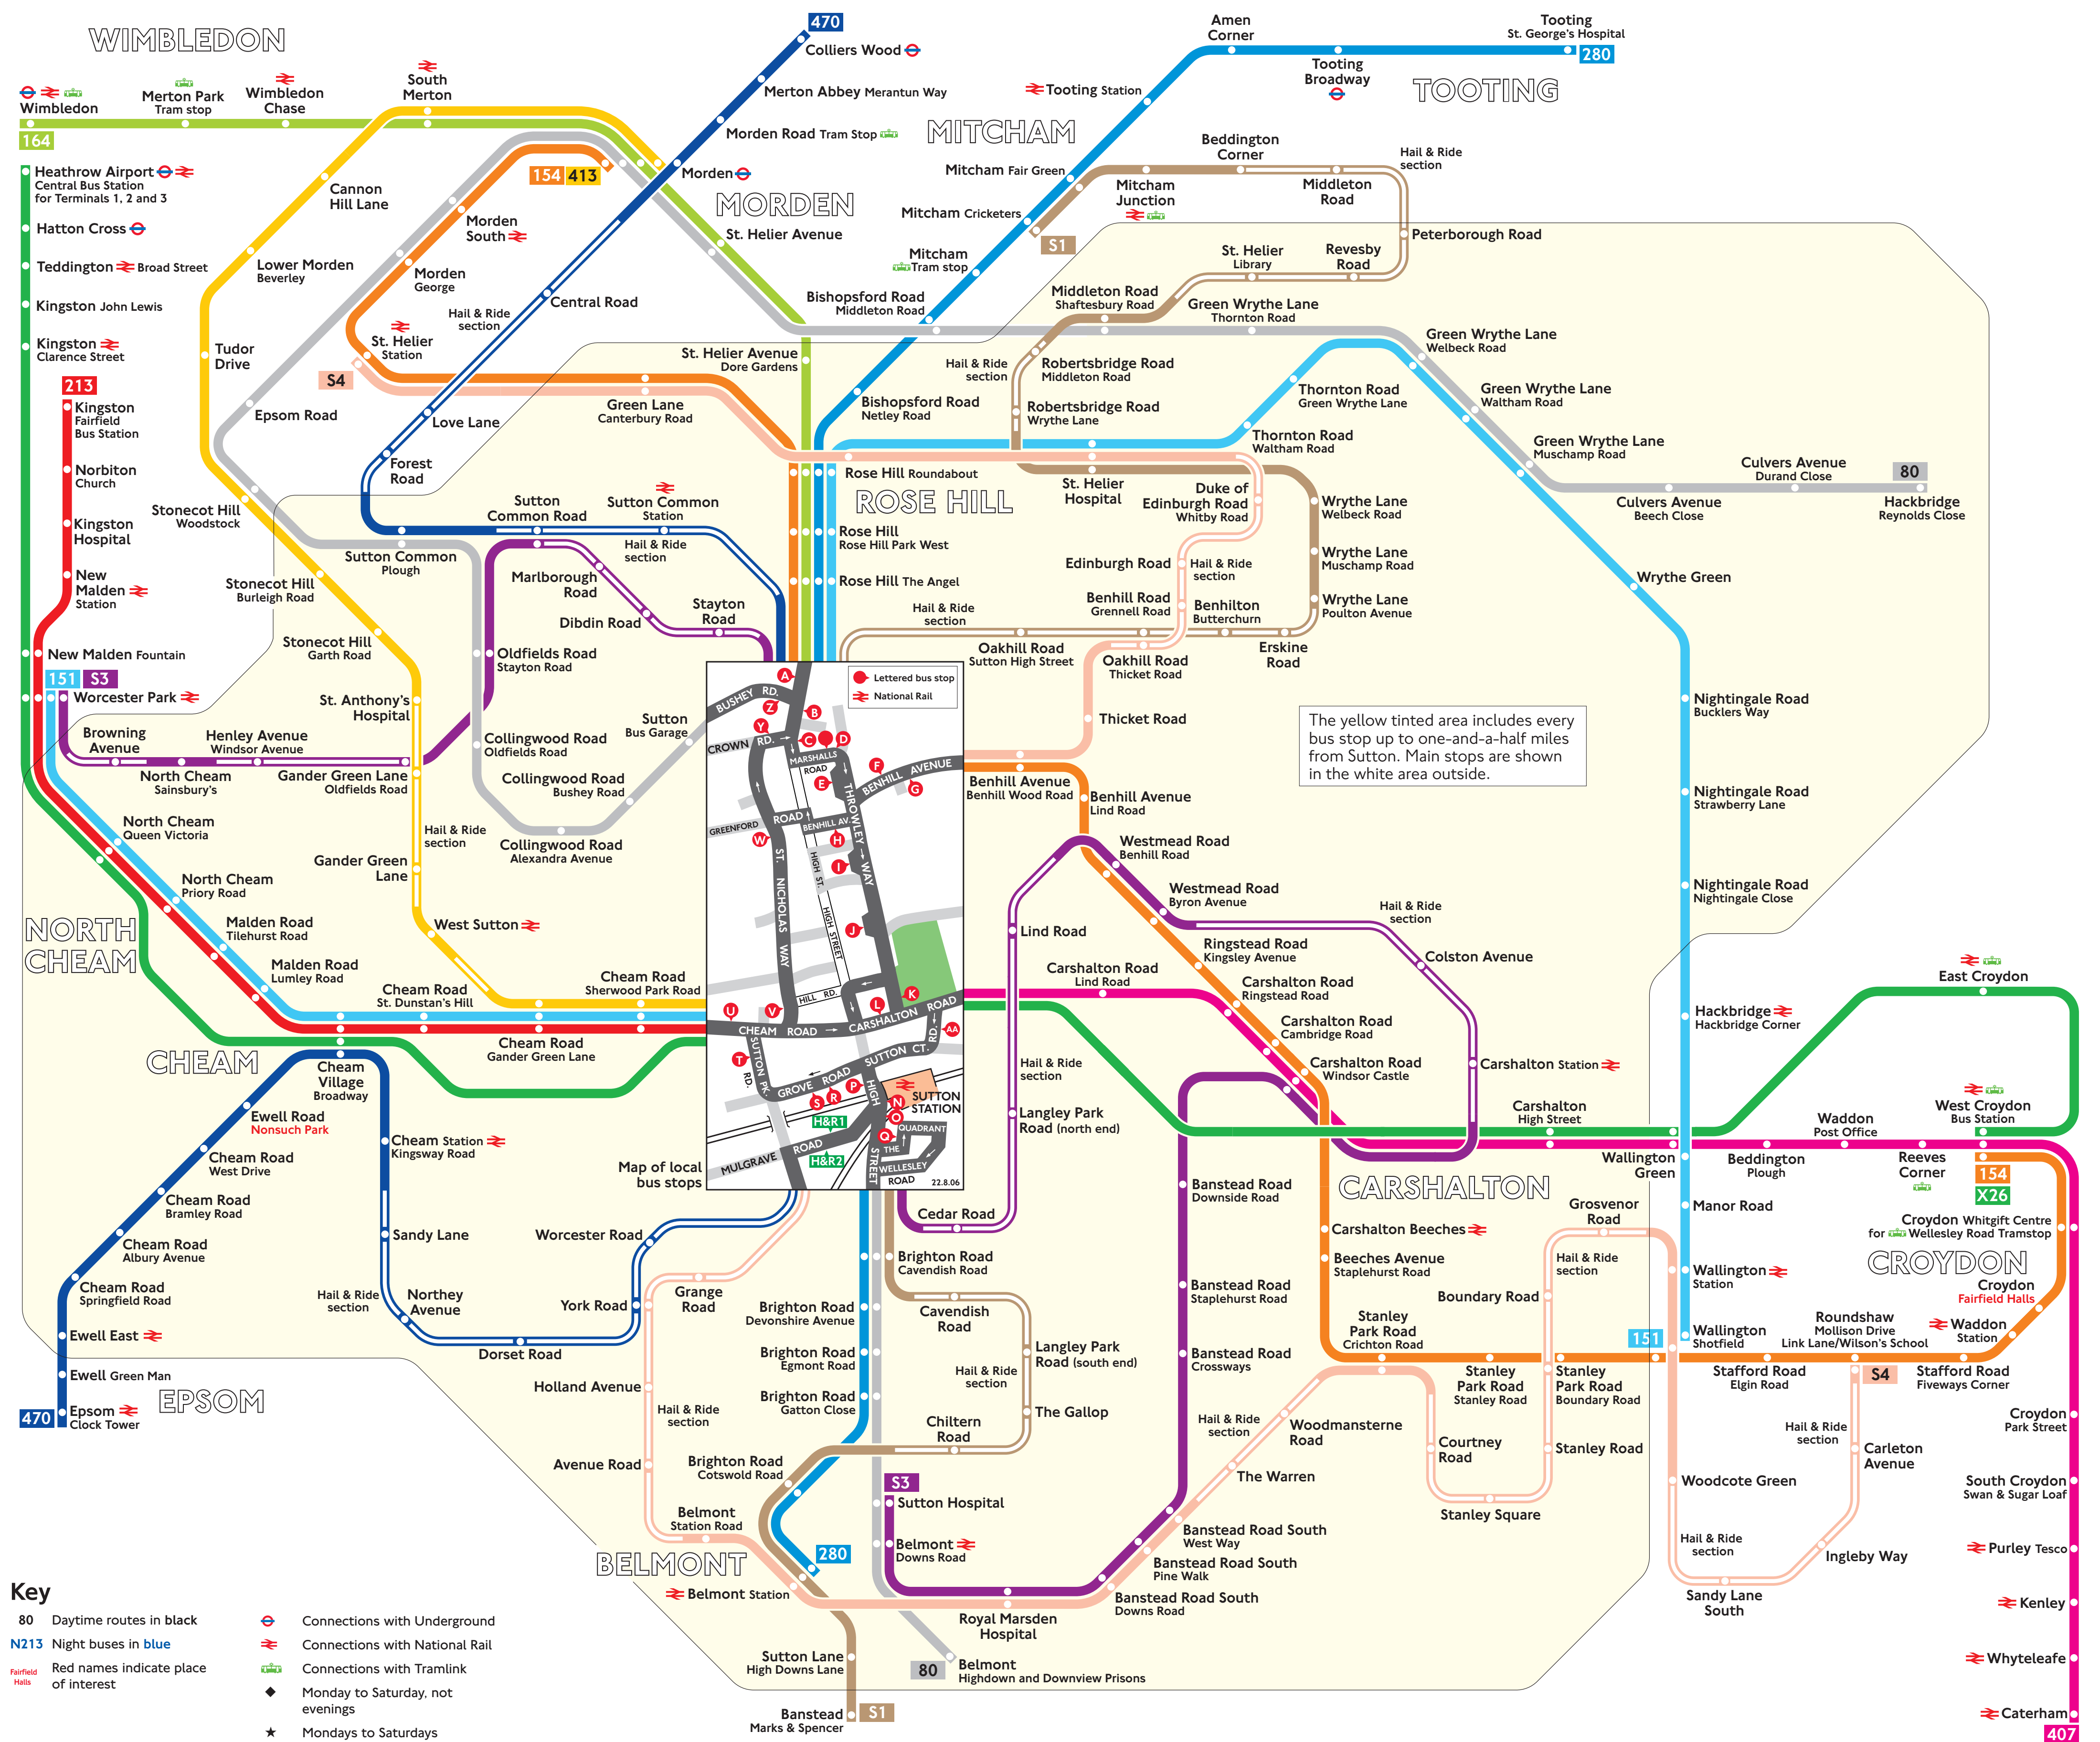 WIMBLEDON
Wimbledon
164
Merton Park
Tram stop
Wimbledon
Chase
South
Merton
470
Colliers Wood
Merton Abbey Merantun Way
Morden Road Tram Stop
Morden
154
413
MORDEN
St. Helier Avenue
Amen
Corner
Tooting
St. George's Hospital
280
Tooting
Broadway
TOOTING
Tooting Station
MITCHAM
Mitcham Fair Green
Mitcham Cricketers
S1
Mitcham
Tram stop
Mitcham
Junction
Beddington
Corner
Middleton
Road
Hail & Ride
section
Peterborough Road
Revesby
Road
St. Helier
Library
Middleton Road
Shaftesbury Road
Bishopsford Road
Middleton Road
Green Wrythe Lane
Thornton Road
Green Wrythe Lane
Welbeck Road
Green Wrythe Lane
Waltham Road
Green Wrythe Lane
Muschamp Road
Culvers Avenue
Beech Close
Culvers Avenue
Durand Close
80
Hackbridge
Reynolds Close
Heathrow Airport
Central Bus Station
for Terminals 1, 2 and 3
Hatton Cross
Teddington Broad Street
Kingston John Lewis
Kingston
Clarence Street
213
Kingston
Fairfield
Bus Station
Norbiton
Church
Kingston
Hospital
New
Malden
Station
New Malden Fountain
151
S3
Worcester Park
Cannon
Hill Lane
Lower Morden
Beverley
Tudor
Drive
Epsom Road
Morden
South
Morden
George
St. Helier
Station
S4
Hail & Ride
section
Central Road
Love Lane
Forest
Road
Green Lane
Canterbury Road
St. Helier Avenue
Dore Gardens
Bishopsford Road
Netley Road
Hail & Ride
section
Robertsbridge Road
Middleton Road
Robertsbridge Road
Wrythe Lane
Thornton Road
Green Wrythe Lane
Thornton Road
Waltham Road
Rose Hill Roundabout
ROSE HILL
Rose Hill
Rose Hill Park West
Rose Hill The Angel
St. Helier
Hospital
Duke of
Edinburgh Road
Whitby Road
Edinburgh Road
Hail & Ride
section
Benhill Road
Grennell Road
Benhilton
Butterchurn
Wrythe Lane
Welbeck Road
Wrythe Lane
Muschamp Road
Wrythe Lane
Poulton Avenue
Erskine
Road
Hail & Ride
section
Oakhill Road
Sutton High Street
Oakhill Road
Thicket Road
Thicket Road
Wrythe Green
Nightingale Road
Bucklers Way
Nightingale Road
Strawberry Lane
Nightingale Road
Nightingale Close
The yellow tinted area includes every
bus stop up to one-and-a-half miles
from Sutton. Main stops are shown
in the white area outside.
Stonecot Hill
Woodstock
Stonecot Hill
Burleigh Road
Stonecot Hill
Garth Road
St. Anthony's
Hospital
Sutton Common
Plough
Sutton
Common Road
Sutton Common
Station
Hail & Ride
section
Marlborough
Road
Dibdin Road
Stayton
Road
Oldfields Road
Stayton Road
Collingwood Road
Oldfields Road
Collingwood Road
Bushey Road
Collingwood Road
Alexandra Avenue
Sutton
Bus Garage
Browning
Avenue
North Cheam
Sainsbury's
Henley Avenue
Windsor Avenue
Gander Green Lane
Oldfields Road
Hail & Ride
section
Gander Green
Lane
West Sutton
North Cheam
Queen Victoria
North Cheam
Priory Road
Malden Road
Tilehurst Road
Malden Road
Lumley Road
Cheam Road
St. Dunstan's Hill
Cheam Road
Sherwood Park Road
Cheam Road
Gander Green Lane
NORTH
CHEAM
CHEAM
Cheam
Village
Broadway
Ewell Road
Nonsuch Park
Cheam Road
West Drive
Cheam Road
Bramley Road
Cheam Road
Albury Avenue
Cheam Road
Springfield Road
Ewell East
Ewell Green Man
470
Epsom
Clock Tower
EPSOM
Cheam Station
Kingsway Road
Sandy Lane
Hail & Ride
section
Northey
Avenue
Dorset Road
York Road
Worcester Road
Map of local
bus stops
Lettered bus stop
National Rail
A
BUSHEY RD.
Z
B
Y
CROWN RD.
C
D
MARSHALLS
ROAD
E
F
G
BENHILL AVENUE
THROWLEY WAY
GREENFORD ROAD
BENHILL AV.
W
H
I
HIGH ST.
ST. NICHOLAS WAY
HIGH STREET
J
HILL RD.
K
L
U
V
CHEAM ROAD
CARSHALTON ROAD
AA
T
SUTTON PK. RD.
GROVE ROAD
SUTTON CT. RD.
S
R
P
HIGH STREET
N
O
Q
SUTTON
STATION
H&R1
H&R2
MULGRAVE ROAD
THE
QUADRANT
WELLESLEY
ROAD
22.8.06
Benhill Avenue
Benhill Wood Road
Benhill Avenue
Lind Road
Westmead Road
Benhill Road
Westmead Road
Byron Avenue
Hail & Ride
section
Colston Avenue
Lind Road
Ringstead Road
Kingsley Avenue
Carshalton Road
Lind Road
Carshalton Road
Ringstead Road
Carshalton Road
Cambridge Road
Carshalton Road
Windsor Castle
Carshalton Station
Hail & Ride
section
Langley Park
Road (north end)
Cedar Road
Hackbridge
Hackbridge Corner
East Croydon
West Croydon
Bus Station
Carshalton
High Street
CARSHALTON
Wallington
Green
Beddington
Plough
Waddon
Post Office
Reeves
Corner
154
X26
Croydon Whitgift Centre
for Wellesley Road Tramstop
CROYDON
Croydon
Fairfield Halls
Waddon
Station
Manor Road
Wallington
Station
151
Wallington
Shotfield
Grosvenor
Road
Hail & Ride
section
Boundary Road
Carshalton Beeches
Beeches Avenue
Staplehurst Road
Stanley
Park Road
Crichton Road
Stanley
Park Road
Stanley Road
Stanley
Park Road
Boundary Road
Stafford Road
Elgin Road
Roundshaw
Mollison Drive
Link Lane/Wilson's School
S4
Stafford Road
Fiveways Corner
Hail & Ride
section
Carleton
Avenue
Ingleby Way
Sandy Lane
South
Hail & Ride
section
Woodcote Green
Stanley Road
Stanley Square
Courtney
Road
Woodmansterne
Road
Hail & Ride
section
The Warren
Banstead Road
Downside Road
Banstead Road
Staplehurst Road
Banstead Road
Crossways
Banstead Road South
West Way
Banstead Road South
Pine Walk
Banstead Road South
Downs Road
Royal Marsden
Hospital
Croydon
Park Street
South Croydon
Swan & Sugar Loaf
Purley Tesco
Kenley
Whyteleafe
Caterham
407
Grange
Road
Holland Avenue
Hail & Ride
section
Avenue Road
Belmont
Station Road
BELMONT
Belmont Station
Brighton Road
Cavendish Road
Brighton Road
Devonshire Avenue
Brighton Road
Egmont Road
Brighton Road
Gatton Close
Brighton Road
Cotswold Road
Cavendish
Road
Langley Park
Road (south end)
Hail & Ride
section
The Gallop
Chiltern
Road
S3
Sutton Hospital
Belmont
Downs Road
280
Sutton Lane
High Downs Lane
80
Belmont
Highdown and Downview Prisons
Banstead
Marks & Spencer
S1
Key
80 Daytime routes in black
N213 Night buses in blue
Fairfield
Halls
Red names indicate place
of interest
Connections with Underground
Connections with National Rail
Connections with Tramlink
Monday to Saturday, not
evenings
Mondays to Saturdays